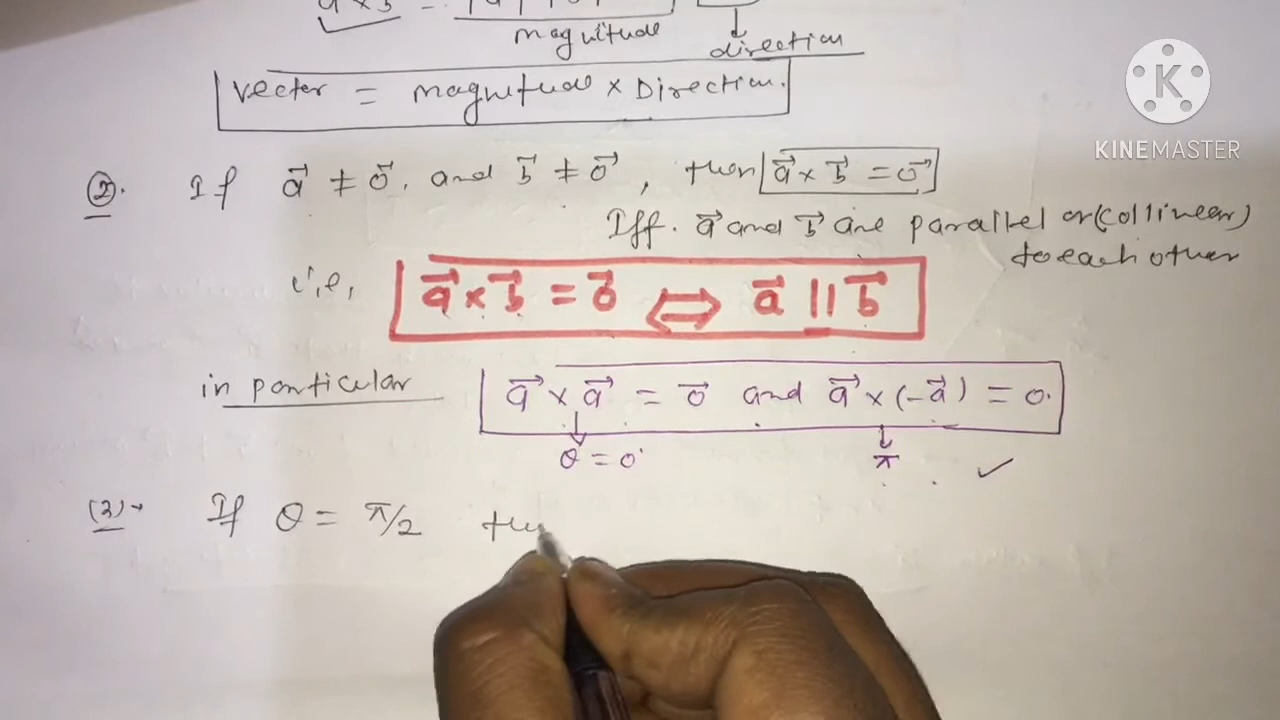 magnitude direction
Vector = magnitude × Direction.
K
KINEMASTER
②. If a⃗ ≠ 0⃗, and b⃗ ≠ 0⃗, then a⃗ × b⃗ = 0⃗
Iff. a⃗ and b⃗ are parallel or (collinear)
to each other
i.e, a⃗ × b⃗ = 0⃗ ⟺ a⃗ || b⃗
in particular a⃗ × a⃗ = 0⃗ and a⃗ × (-a⃗) = 0.
θ = 0 π
If θ = π/2 the